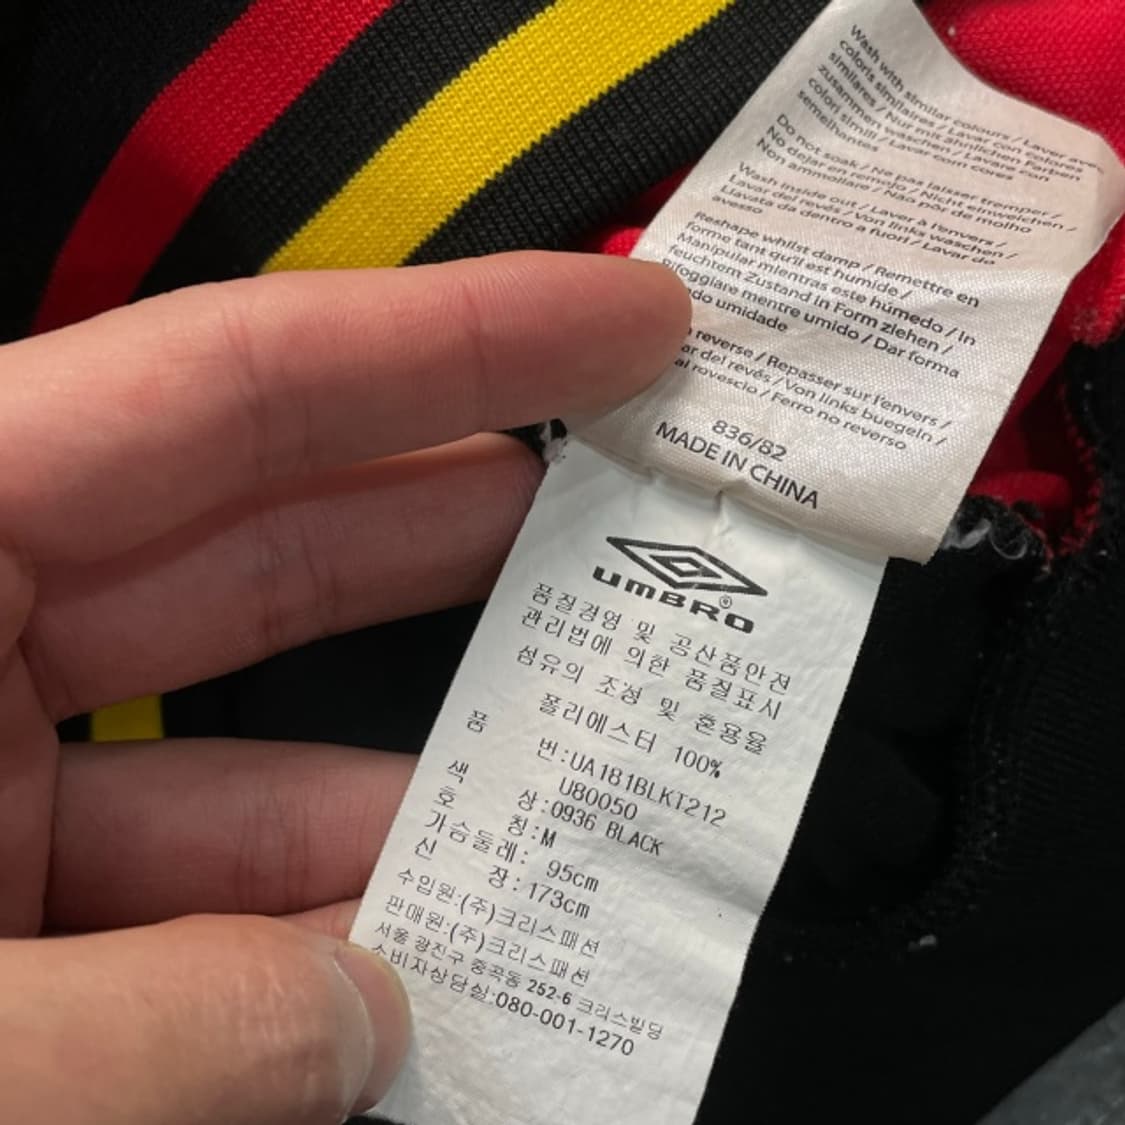 Wash with similar colours / Laver avec
coloris similaires / Lavar con colores
similares / Nur mit ähnlichen Farben
zusammen waschen / Lavare con
colori simili / Lavar com cores
semelhantes
Do not soak / Ne pas laisser tremper /
No dejar en remojo / Nicht einweichen /
Non ammollare / Não pôr de molho
Wash inside out / Laver à l'envers /
Lavar del revés / Von links waschen /
Llavata da dentro a fuori / Lavar do
avesso
Reshape whilst damp / Remettre en
forme tant qu'il est humide /
Manipular mientras este húmedo / In
feuchtem Zustand in Form ziehen /
Rifoggiare mentre umido / Dar forma
umidade
reverse / Repasser sur l'envers /
del revés / Von links buegeln /
al rovescio / Ferro no reverso
836/82
MADE IN CHINA
UMBRO®
품질경영 및 공산품안전
관리법에 의한 품질표시
섬유의 조성 및 혼용율
폴리에스터 100%
품 번:UA181BLKT212
U80050
색 상:0936 BLACK
호 칭:M
가슴둘레: 95cm
신 장:173cm
수입원:(주)크리스패션
판매원:(주)크리스패션
서울 광진구 중곡동 252-6 크리스빌딩
소비자상담실:080-001-1270